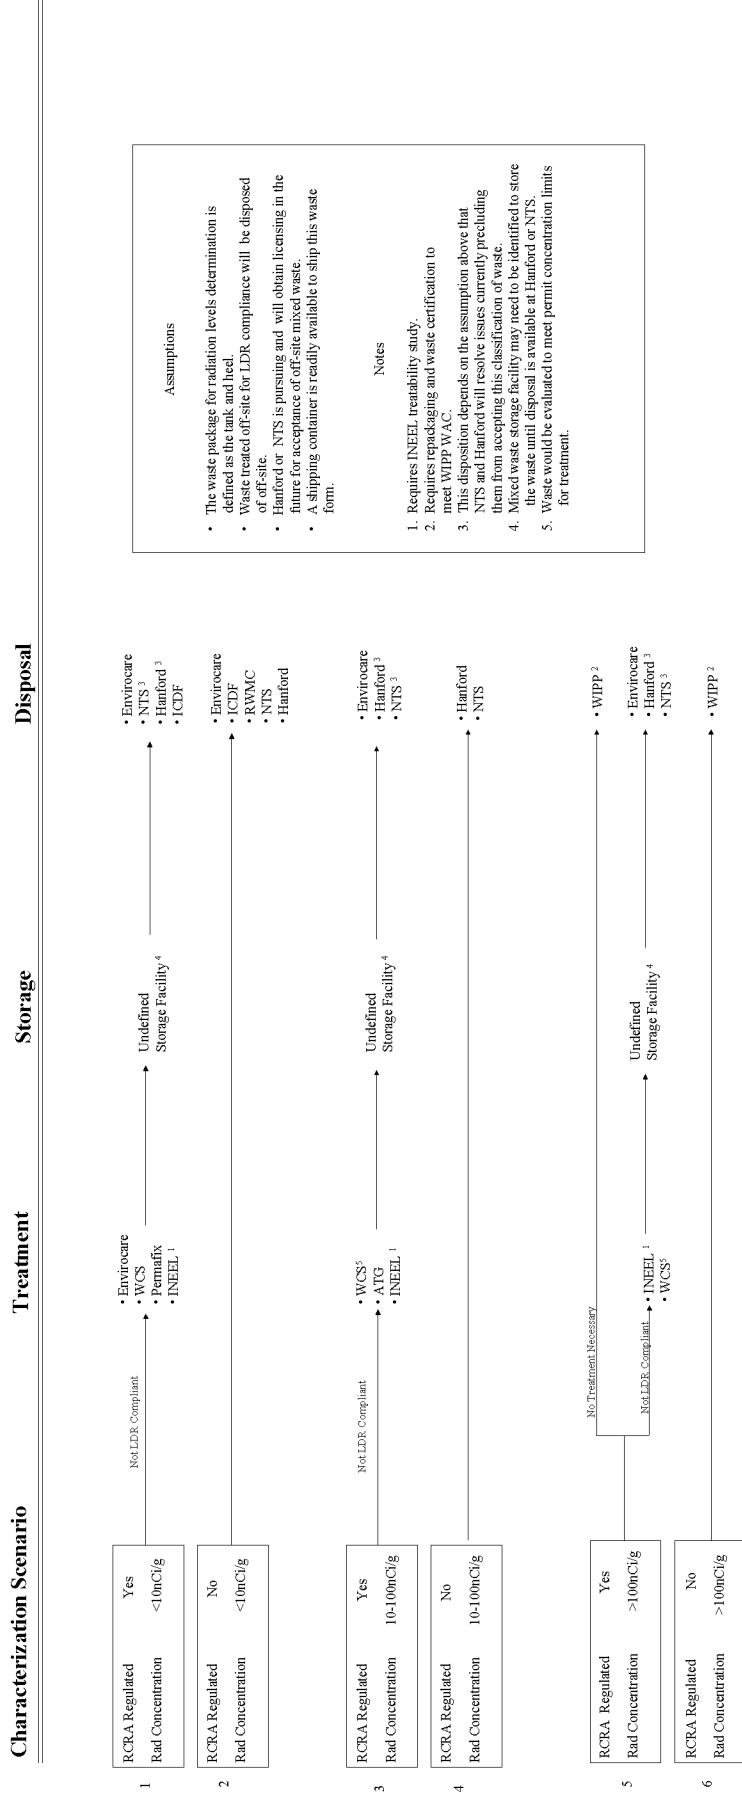 Characterization Scenario
Treatment
Storage
Disposal
1
RCRA Regulated Yes
Rad Concentration <10nCi/g
Not LDR Compliant
• Envirocare
• WCS
• Permafix
• INEEL 1
Undefined
Storage Facility 4
• Envirocare
• NTS 3
• Hanford 3
• ICDF
2
RCRA Regulated No
Rad Concentration <10nCi/g
• Envirocare
• ICDF
• RWMC
• NTS
• Hanford
3
RCRA Regulated Yes
Rad Concentration 10-100nCi/g
Not LDR Compliant
• WCS5
• ATG
• INEEL 1
Undefined
Storage Facility 4
• Envirocare
• Hanford 3
• NTS 3
4
RCRA Regulated No
Rad Concentration 10-100nCi/g
• Hanford
• NTS
5
RCRA Regulated Yes
Rad Concentration >100nCi/g
No Treatment Necessary
• WIPP 2
Not LDR Compliant
• INEEL 1
• WCS5
Undefined
Storage Facility 4
• Envirocare
• Hanford 3
• NTS 3
6
RCRA Regulated No
Rad Concentration >100nCi/g
• WIPP 2
Assumptions
• The waste package for radiation levels determination is
defined as the tank and heel.
• Waste treated off-site for LDR compliance will be disposed
of off-site.
• Hanford or NTS is pursuing and will obtain licensing in the
future for acceptance of off-site mixed waste.
• A shipping container is readily available to ship this waste
form.
Notes
1. Requires INEEL treatability study.
2. Requires repackaging and waste certification to
meet WIPP WAC.
3. This disposition depends on the assumption above that
NTS and Hanford will resolve issues currently precluding
them from accepting this classification of waste.
4. Mixed waste storage facility may need to be identified to store
the waste until disposal is available at Hanford or NTS.
5. Waste would be evaluated to meet permit concentration limits
for treatment.